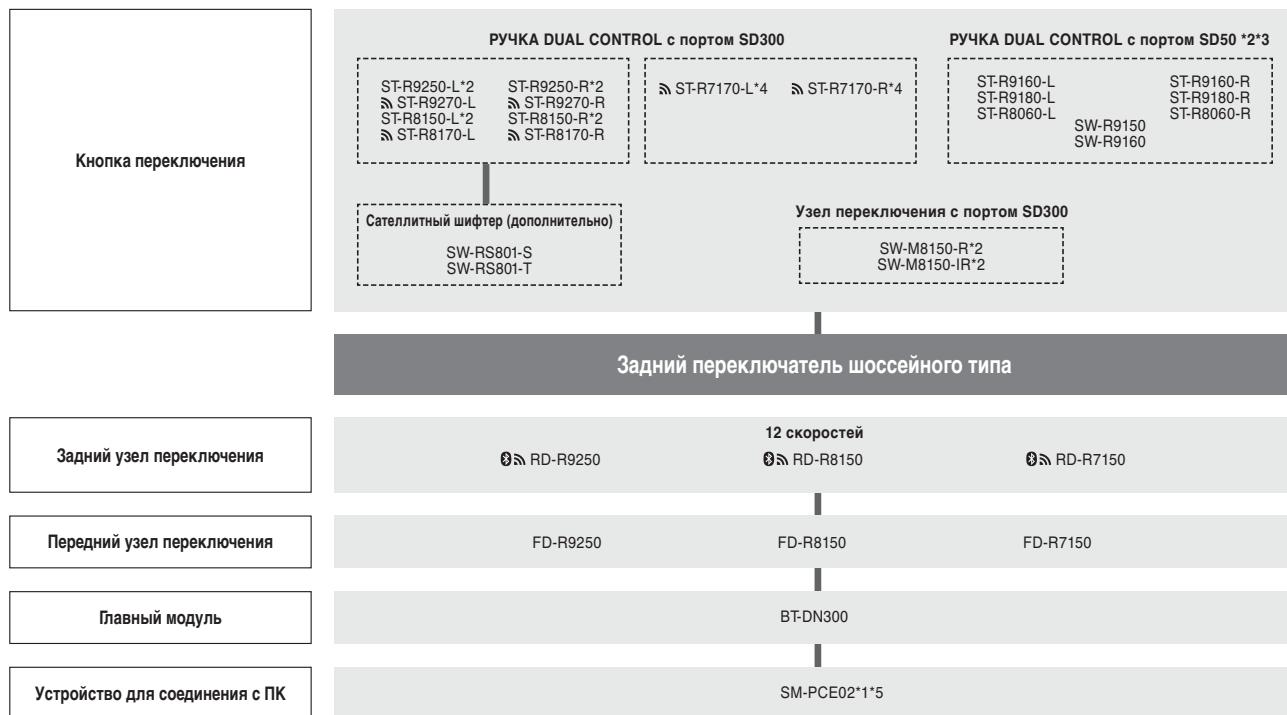 Кнопка переключения
РУЧКА DUAL CONTROL с портом SD300
ST-R9250-L*2 ST-R9250-R*2
ST-R9270-L ST-R9270-R
ST-R8150-L*2 ST-R8150-R*2
ST-R8170-L ST-R8170-R
ST-R7170-L*4 ST-R7170-R*4
РУЧКА DUAL CONTROL с портом SD50 *2*3
ST-R9160-L ST-R9160-R
ST-R9180-L ST-R9180-R
ST-R8060-L ST-R8060-R
SW-R9150
SW-R9160
Сателлитный шифтер (дополнительно)
SW-RS801-S
SW-RS801-T
Узел переключения с портом SD300
SW-M8150-R*2
SW-M8150-IR*2
Задний переключатель шоссейного типа
Задний узел переключения
12 скоростей
RD-R9250 RD-R8150 RD-R7150
Передний узел переключения
FD-R9250 FD-R8150 FD-R7150
Главный модуль
BT-DN300
Устройство для соединения с ПК
SM-PCE02*1*5